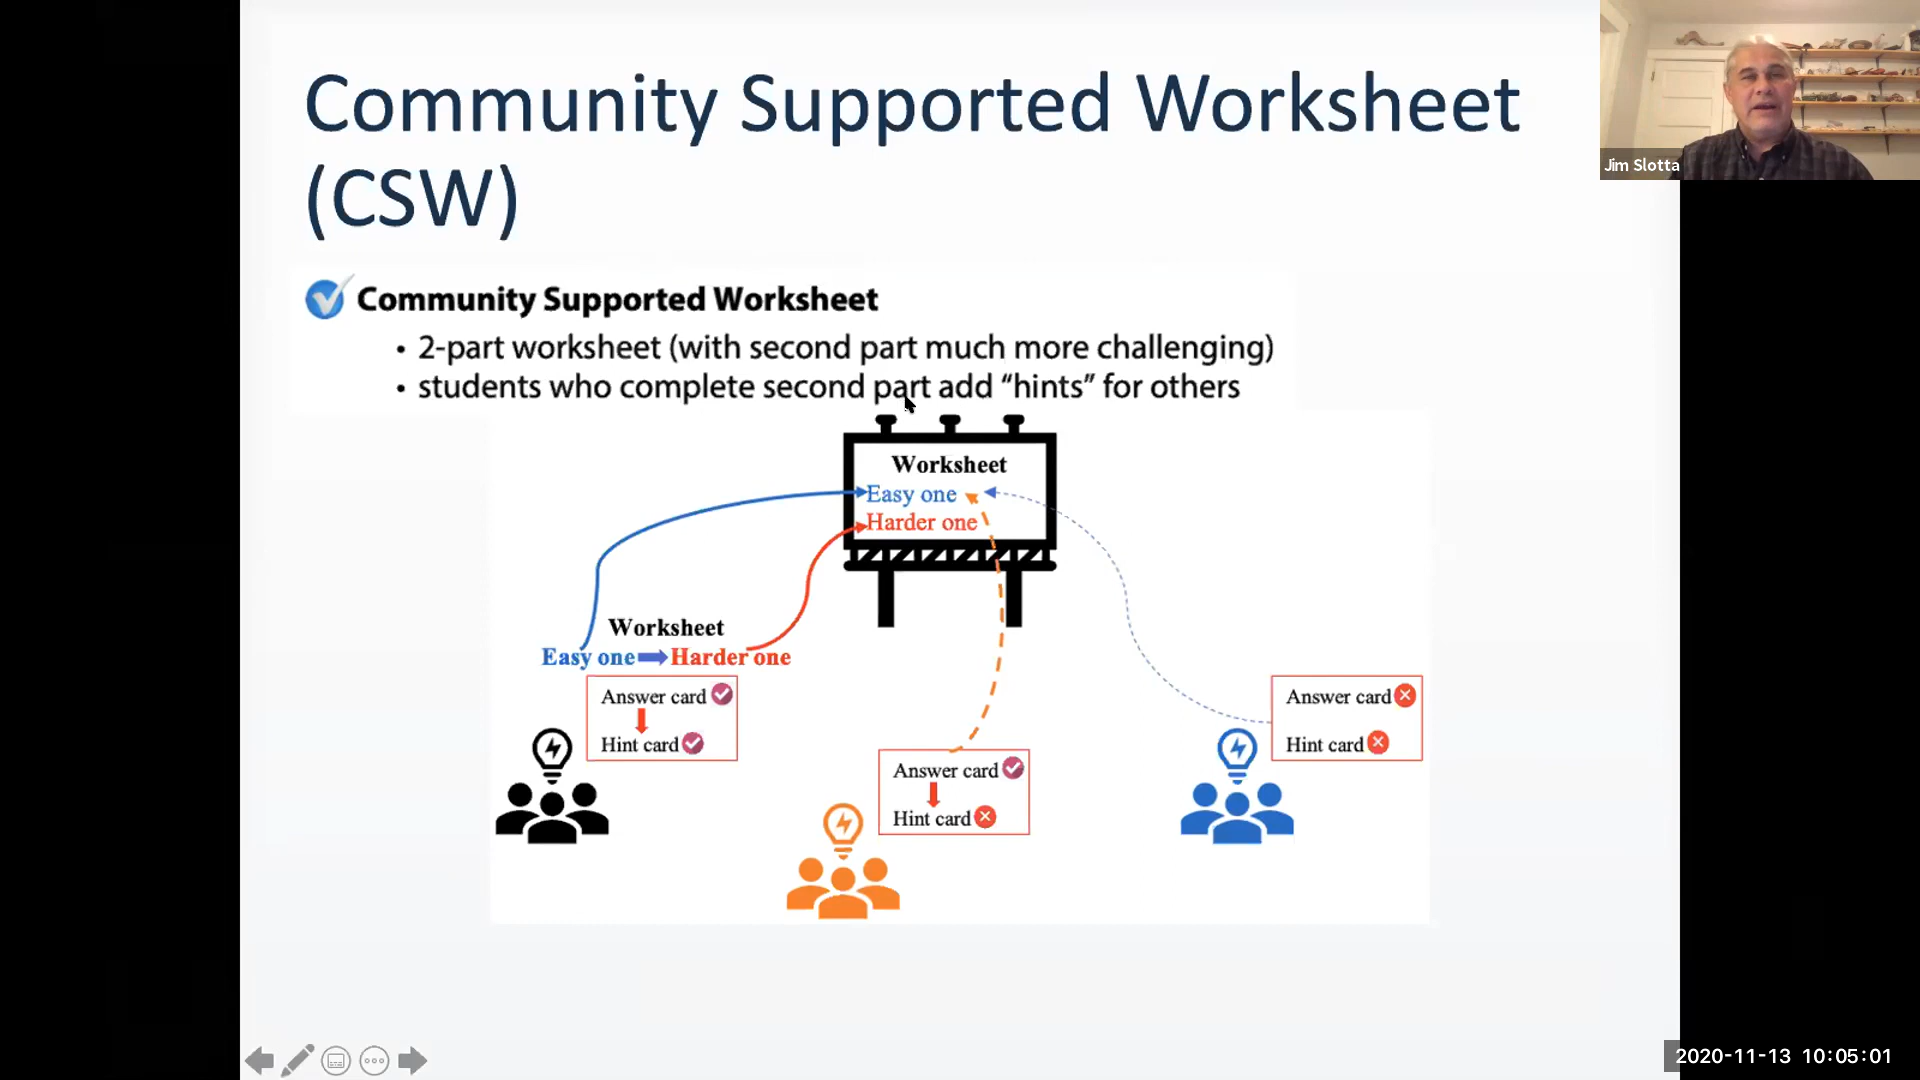 Community Supported Worksheet
(CSW)
Jim Slotta
Community Supported Worksheet
• 2-part worksheet (with second part much more challenging)
• students who complete second part add “hints” for others
Worksheet
Easy one
Harder one
Worksheet
Easy one Harder one
Answer card
Hint card
Answer card
Hint card
Answer card
Hint card
2020-11-13 10:05:01